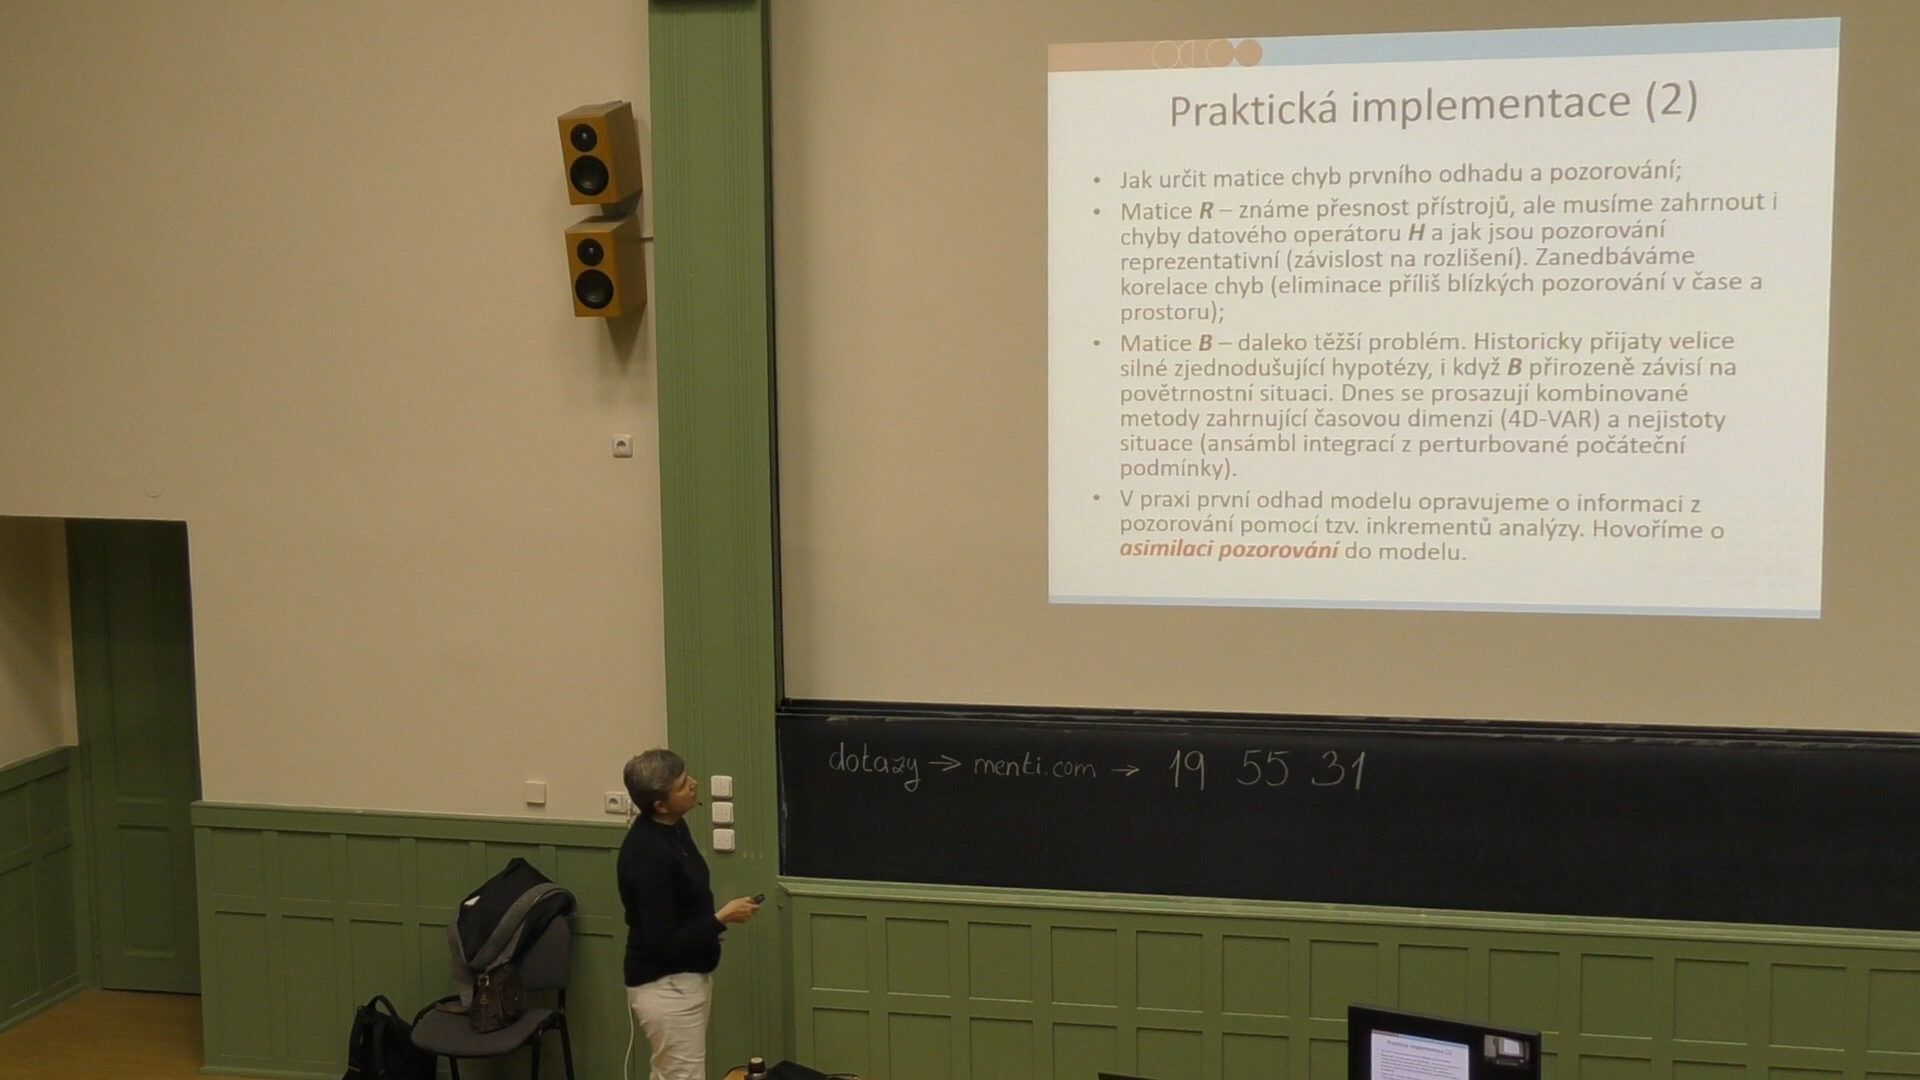 Praktická implementace (2)
• Jak určit matice chyb prvního odhadu a pozorování;
• Matice R – známe přesnost přístrojů, ale musíme zahrnout i
chyby datového operátoru H a jak jsou pozorování
reprezentativní (závislost na rozlišení). Zanedbáváme
korelace chyb (eliminace příliš blízkých pozorování v čase a
prostoru);
• Matice B – daleko těžší problém. Historicky přijaty velice
silné zjednodušující hypotézy, i když B přirozeně závisí na
povětrnostní situaci. Dnes se prosazují kombinované
metody zahrnující časovou dimenzi (4D-VAR) a nejistoty
situace (ansámbl integrací z perturbované počáteční
podmínky).
• V praxi první odhad modelu opravujeme o informaci z
pozorování pomocí tzv. inkrementů analýzy. Hovoříme o
asimilaci pozorování do modelu.
dotazy → menti.com → 19 55 31
Praktická implementace (2)